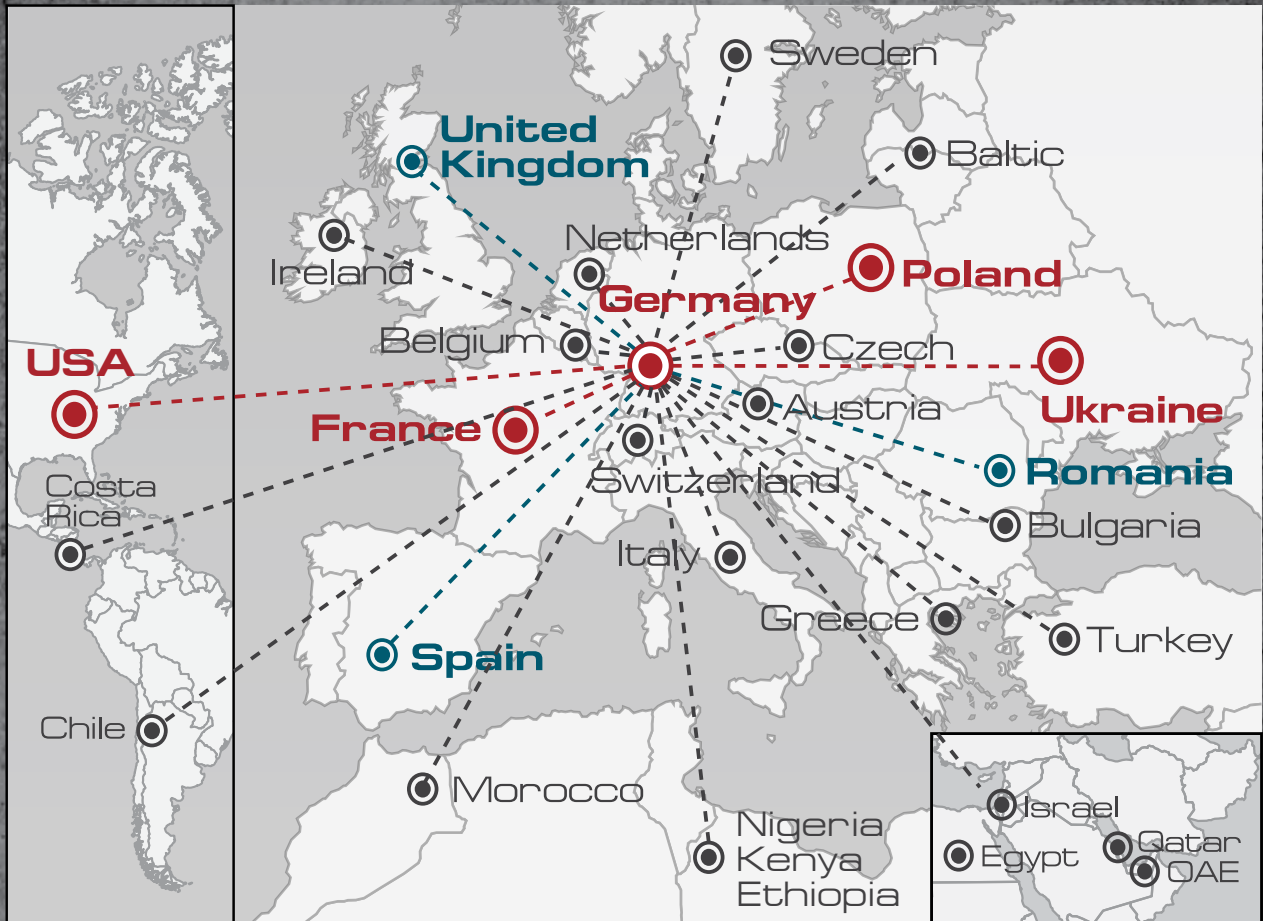 Sweden
United
Kingdom
Baltic
Netherlands
Ireland
Poland
Germany
Belgium
Czech
USA
Austria
Ukraine
France
Switzerland
Romania
Costa
Rica
Bulgaria
Italy
Greece
Turkey
Spain
Chile
Morocco
Nigeria
Kenya
Ethiopia
Israel
Egypt
Qatar
OAE